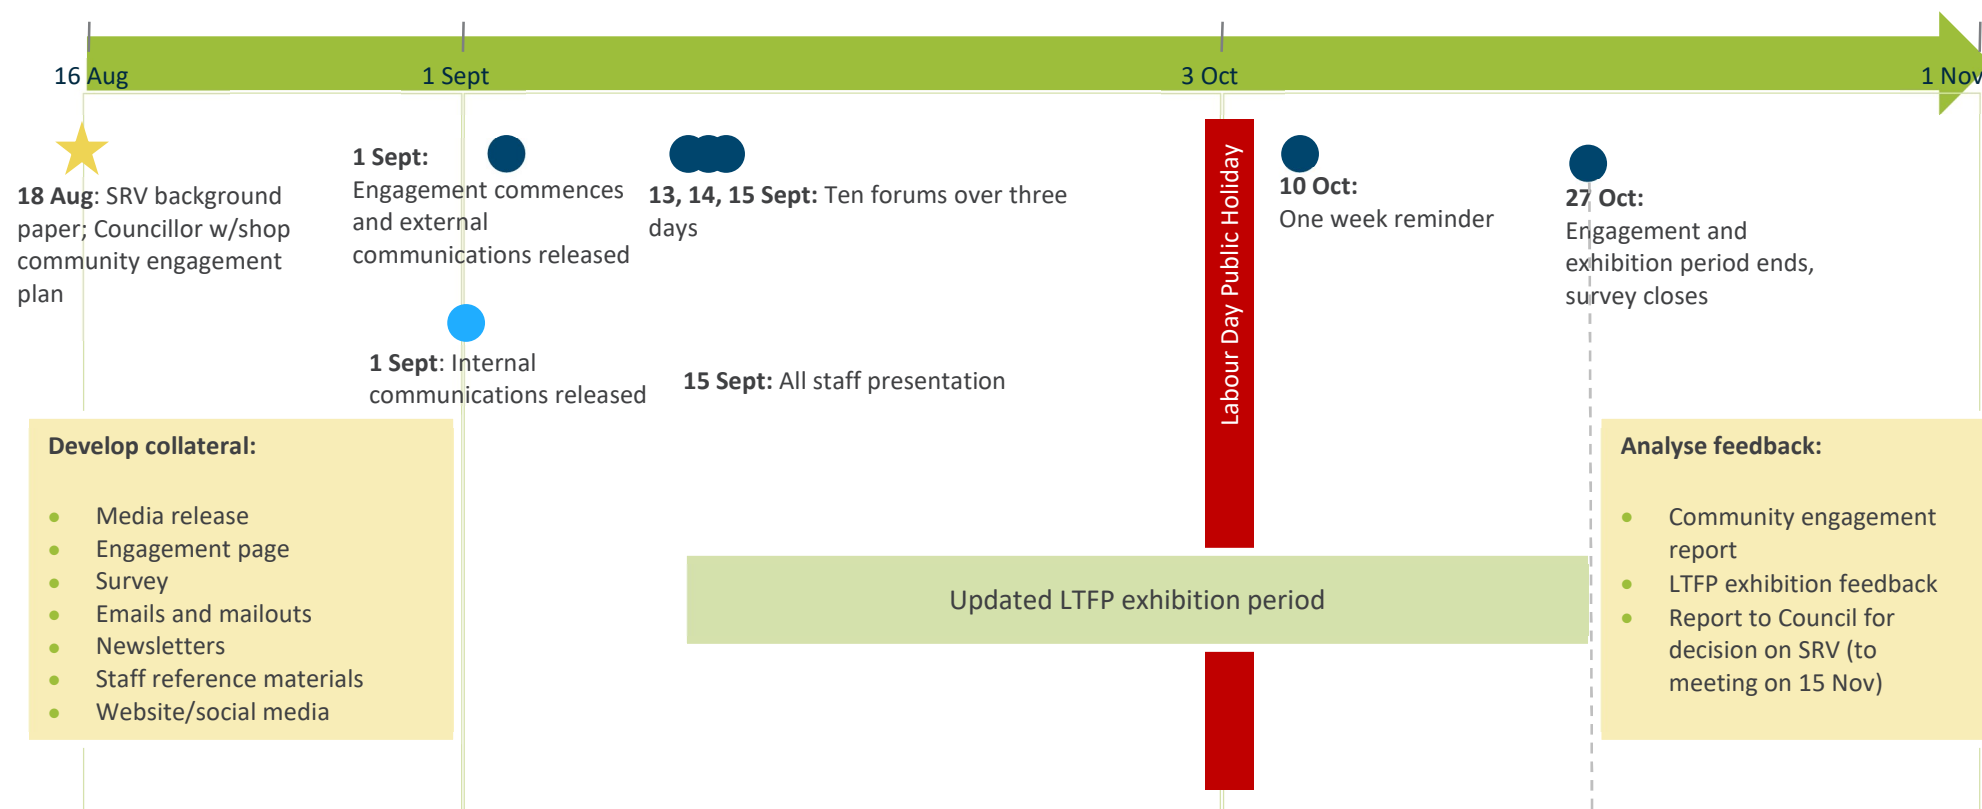 16 Aug
1 Sept
3 Oct
1 Nov
18 Aug: SRV background
paper; Councillor w/shop
community engagement
plan
1 Sept:
Engagement commences
and external
communications released
13, 14, 15 Sept: Ten forums over three
days
Labour Day Public Holiday
10 Oct:
One week reminder
27 Oct:
Engagement and
exhibition period ends,
survey closes
1 Sept: Internal
communications released
15 Sept: All staff presentation
Develop collateral:
• Media release
• Engagement page
• Survey
• Emails and mailouts
• Newsletters
• Staff reference materials
• Website/social media
Updated LTFP exhibition period
Analyse feedback:
• Community engagement
report
• LTFP exhibition feedback
• Report to Council for
decision on SRV (to
meeting on 15 Nov)